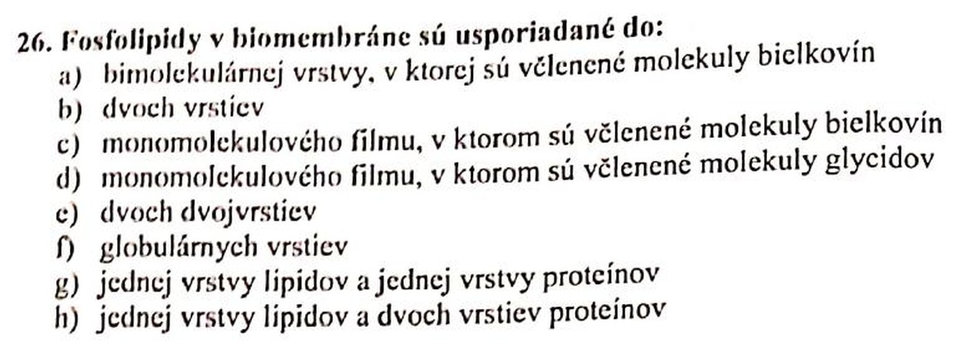 26. Fosfolipidy v biomembráne sú usporiadané do:
a) bimolekulárnej vrstvy, v ktorej sú včlenené molekuly bielkovín
b) dvoch vrstiev
c) monomolekulového filmu, v ktorom sú včlenené molekuly bielkovín
d) monomolekulového filmu, v ktorom sú včlenené molekuly glycidov
e) dvoch dvojvrstiev
f) globulárnych vrstiev
g) jednej vrstvy lipidov a jednej vrstvy proteínov
h) jednej vrstvy lipidov a dvoch vrstiev proteínov